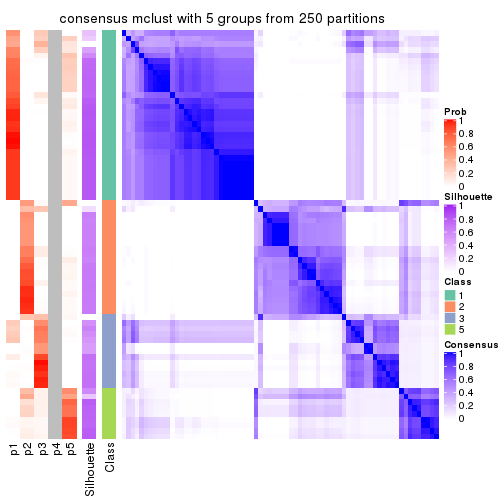 consensus mclust with 5 groups from 250 partitions
Prob
1
0.8
0.6
0.4
0.2
0
Silhouette
1
0.8
0.6
0.4
0.2
0
Class
1
2
3
5
Consensus
1
0.8
0.6
0.4
0.2
0
p1
p2
p3
p4
p5
Silhouette
Class